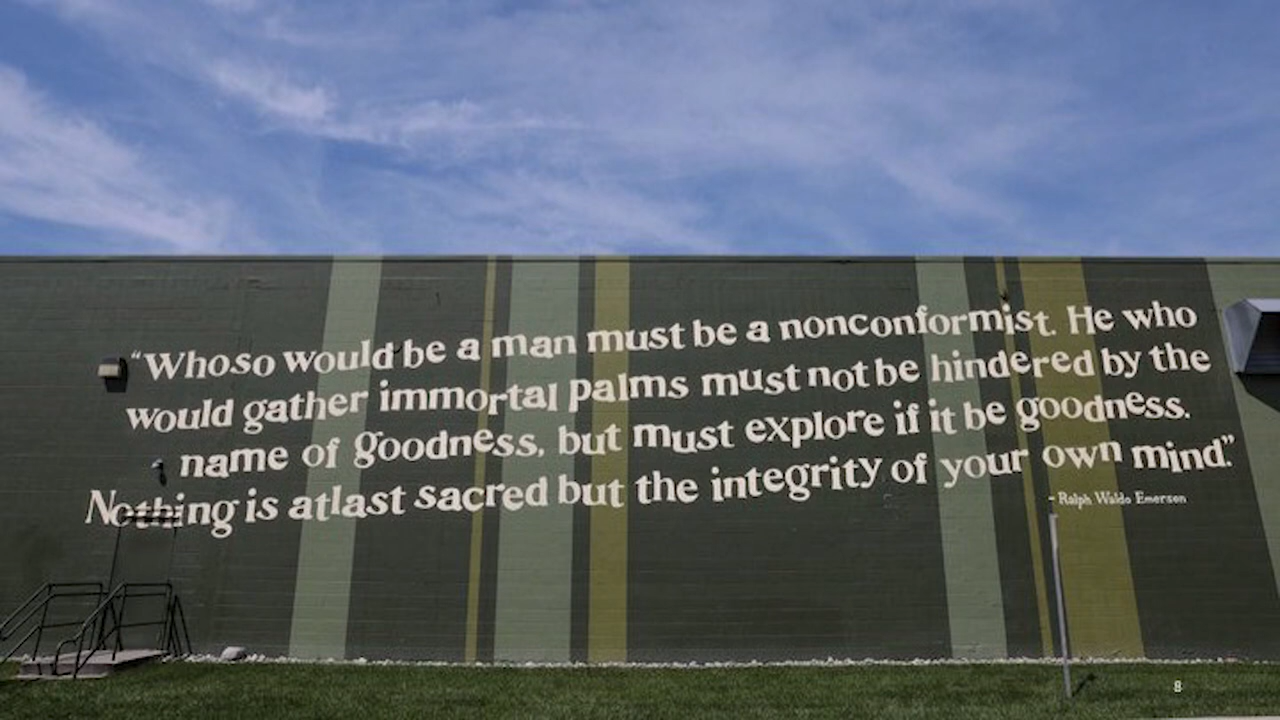 “Whoso would be a man must be a nonconformist. He who
would gather immortal palms must not be hindered by the
name of goodness, but must explore if it be goodness.
Nothing is at last sacred but the integrity of your own mind.”
- Ralph Waldo Emerson
8